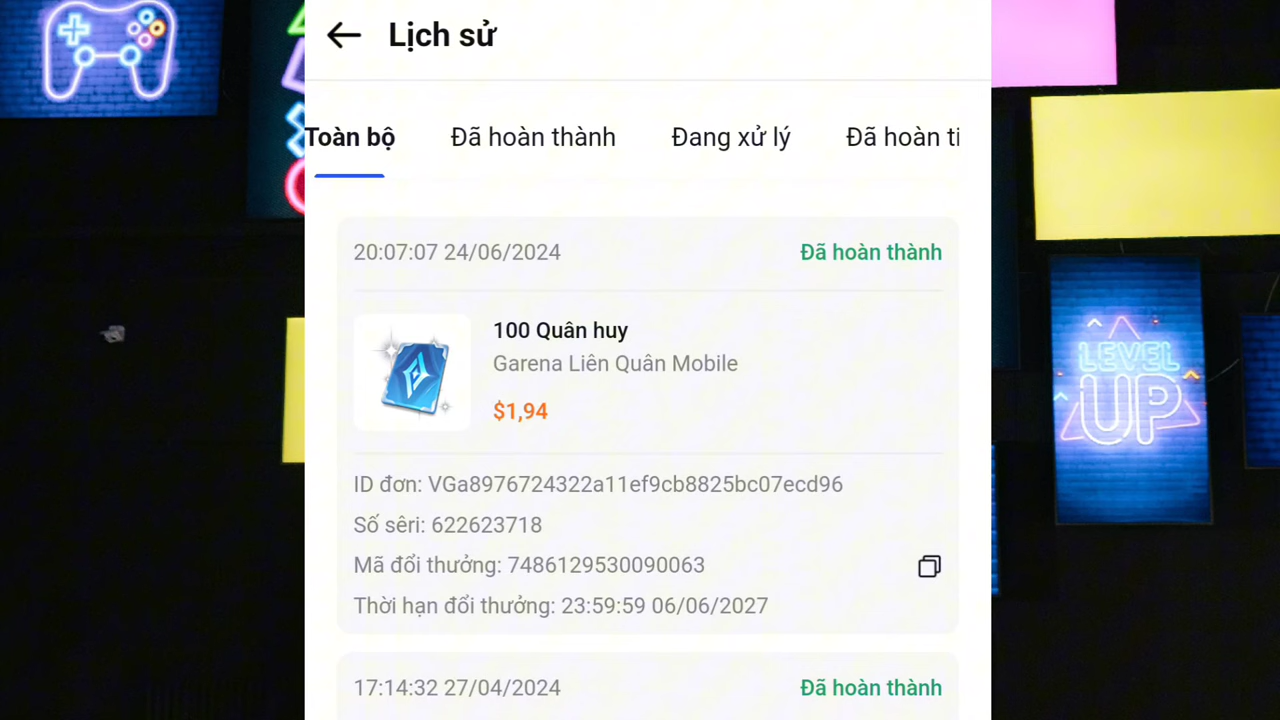 Lịch sử
Toàn bộ
Đã hoàn thành
Đang xử lý
Đã hoàn ti
20:07:07 24/06/2024
Đã hoàn thành
100 Quân huy
Garena Liên Quân Mobile
$1,94
ID đơn: VGa8976724322a11ef9cb8825bc07ecd96
Số sêri: 622623718
Mã đổi thưởng: 7486129530090063
Thời hạn đổi thưởng: 23:59:59 06/06/2027
17:14:32 27/04/2024
Đã hoàn thành
LEVEL
UP